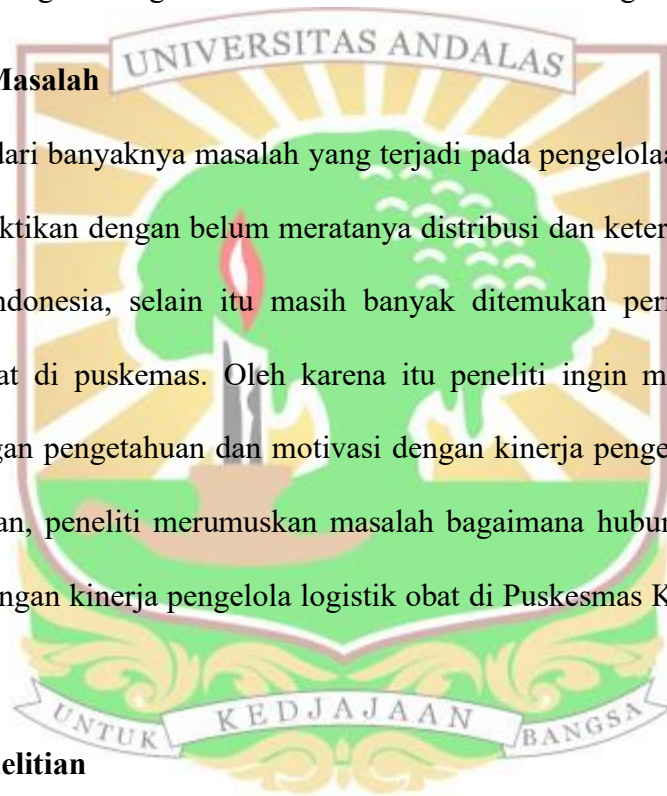 UNIVERSITAS ANDALAS
Masalah
dari banyaknya masalah yang terjadi pada pengelolaa
ktikan dengan belum meratanya distribusi dan keter
ndonesia, selain itu masih banyak ditemukan per
at di puskemas. Oleh karena itu peneliti ingin m
gan pengetahuan dan motivasi dengan kinerja penge
an, peneliti merumuskan masalah bagaimana hubu
ngan kinerja pengelola logistik obat di Puskesmas K
UNTUK KEDJAJAAN BANGSA
elitian